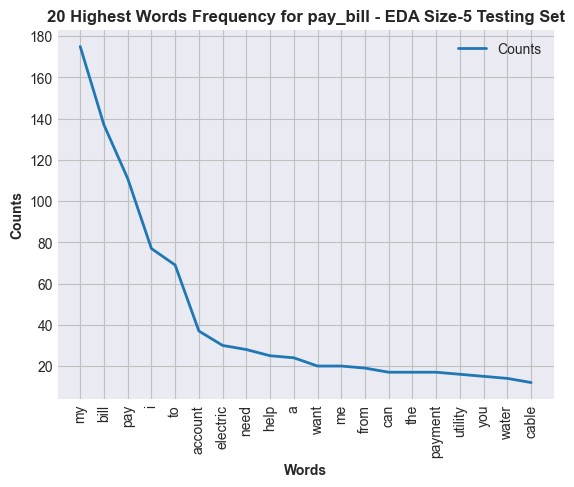 20 Highest Words Frequency for pay_bill - EDA Size-5 Testing Set
Counts
180
160
140
120
100
80
60
40
20
Counts
my
bill
pay
i
to
account
electric
need
help
a
want
me
from
can
the
payment
utility
you
water
cable
Words